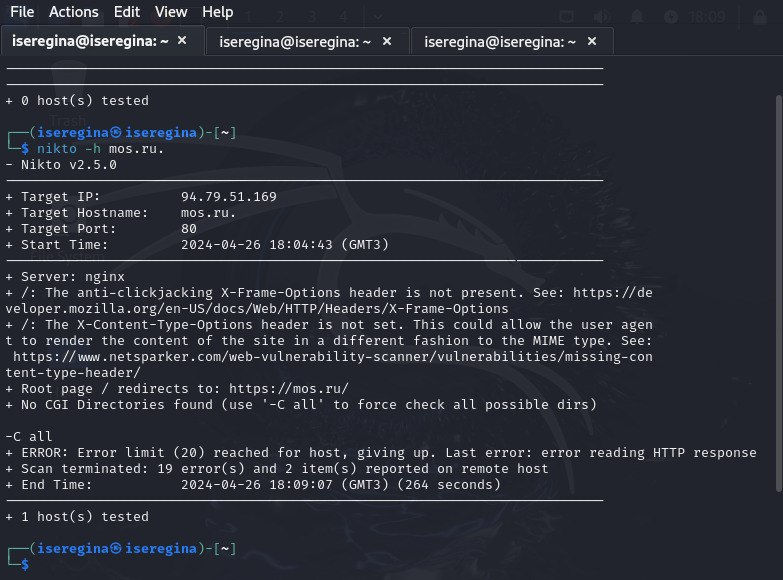 File Actions Edit View Help
1 2 3 4
18:09
iseregina@iseregina: ~ × iseregina@iseregina: ~ × iseregina@iseregina: ~ ×
+ 0 host(s) tested
Trash
┌──(iseregina㉿iseregina)-[~]
└─$ nikto -h mos.ru.
- Nikto v2.5.0
+ Target IP: 94.79.51.169
+ Target Hostname: mos.ru.
+ Target Port: 80
+ Start Time: 2024-04-26 18:04:43 (GMT3)
File System
+ Server: nginx
+ /: The anti-clickjacking X-Frame-Options header is not present. See: https://de
veloper.mozilla.org/en-US/docs/Web/HTTP/Headers/X-Frame-Options
+ /: The X-Content-Type-Options header is not set. This could allow the user agen
t to render the content of the site in a different fashion to the MIME type. See:
https://www.netsparker.com/web-vulnerability-scanner/vulnerabilities/missing-con
tent-type-header/
+ Root page / redirects to: https://mos.ru/
+ No CGI Directories found (use '-C all' to force check all possible dirs)
-C all
+ ERROR: Error limit (20) reached for host, giving up. Last error: error reading HTTP response
+ Scan terminated: 19 error(s) and 2 item(s) reported on remote host
+ End Time: 2024-04-26 18:09:07 (GMT3) (264 seconds)
+ 1 host(s) tested
┌──(iseregina㉿iseregina)-[~]
└─$